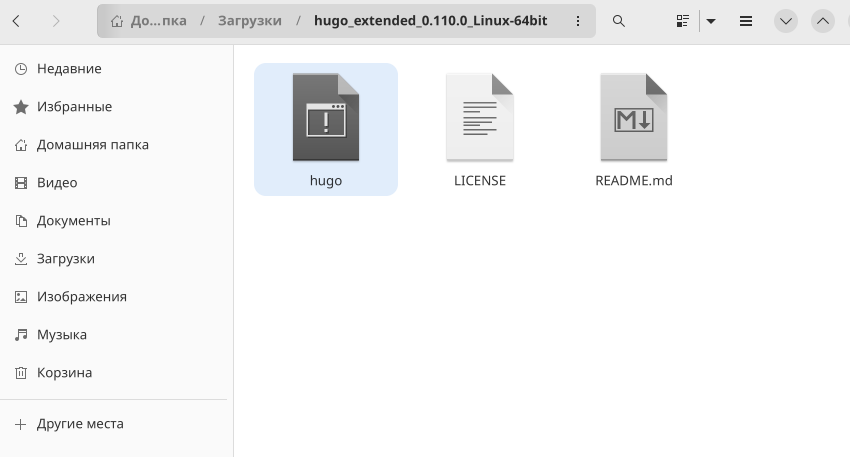 До...пка / Загрузки / hugo_extended_0.110.0_Linux-64bit
Недавние
Избранные
Домашняя папка
Видео
Документы
Загрузки
Изображения
Музыка
Корзина
Другие места
hugo
LICENSE
M
README.md